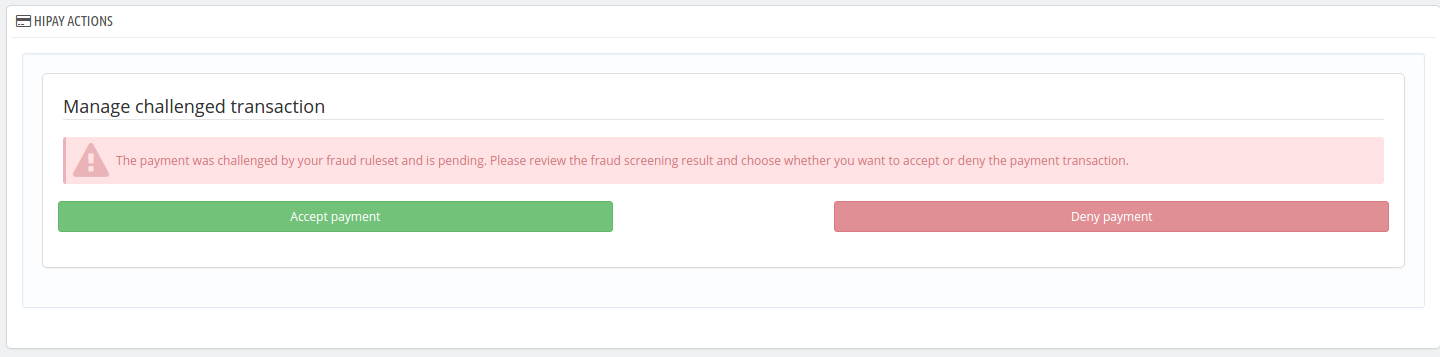 HIPAY ACTIONS
Manage challenged transaction
The payment was challenged by your fraud ruleset and is pending. Please review the fraud screening result and choose whether you want to accept or deny the payment transaction.
Accept payment
Deny payment